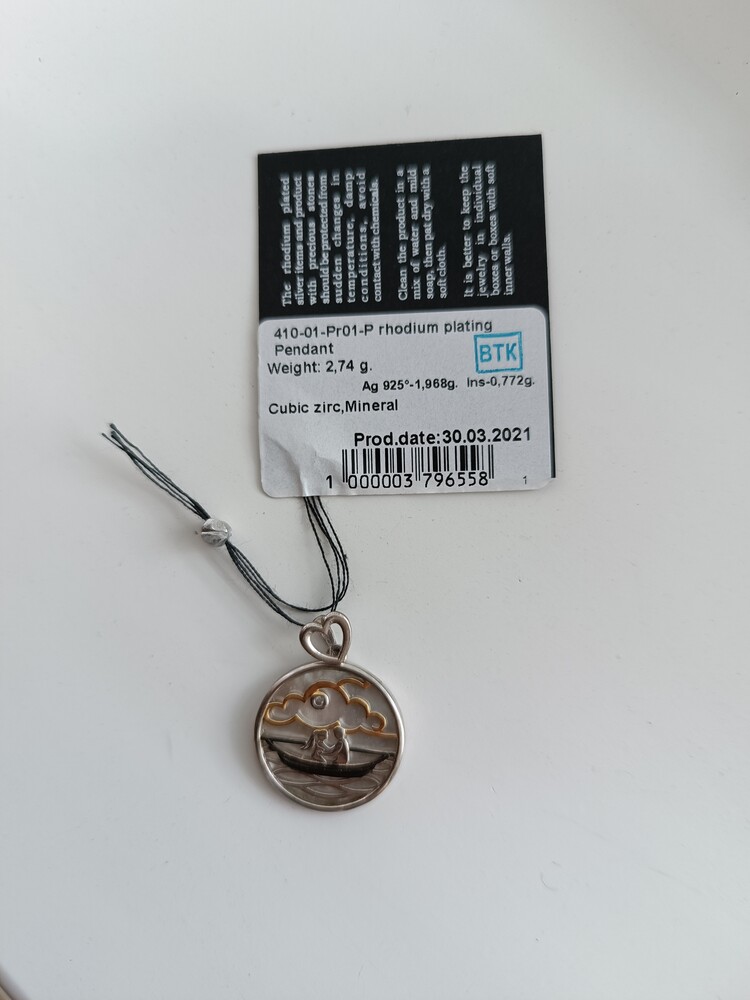 The rhodium plated
silver items and product
with precious stones
should be protected from
sudden changes in
temperature, damp
conditions, avoid
contact with chemicals.
Clean the product in a
mix of water and mild
soap, then pat dry with a
soft cloth.
It is better to keep the
jewelry in individual
boxes or boxes with soft
inner walls.
410-01-Pr01-P rhodium plating
Pendant
BTK
Weight: 2,74 g.
Ag 925°-1,968g. Ins-0,772g.
Cubic zirc,Mineral
Prod.date:30.03.2021
1 000003 796558
1